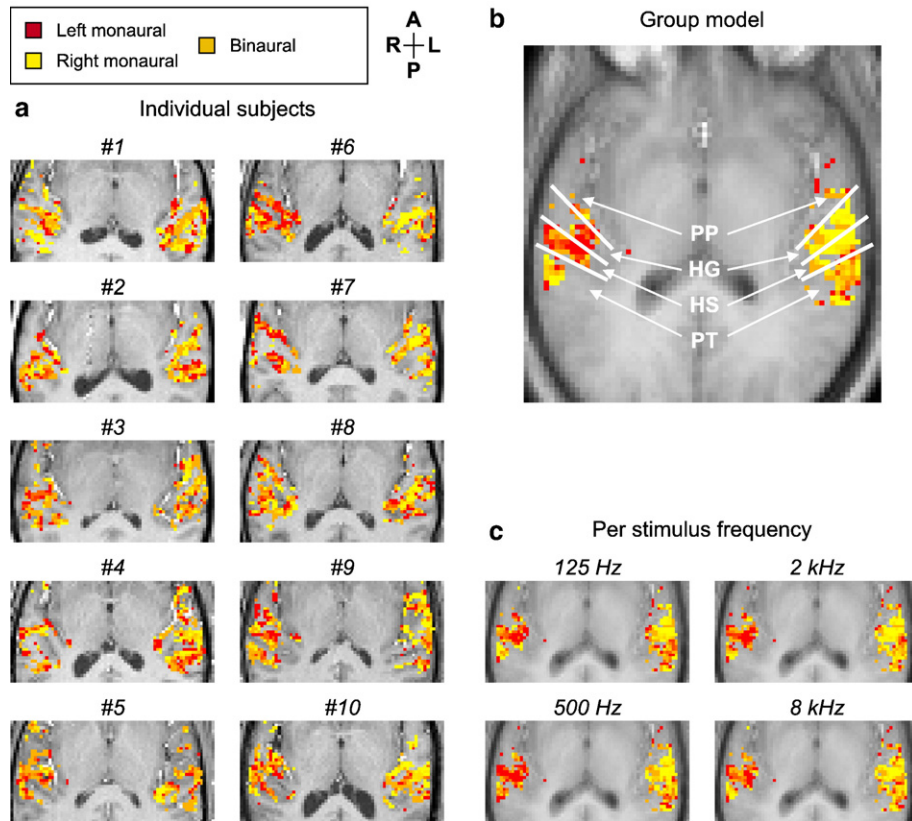 Left monaural
Right monaural
Binaural
A
R L
P
b
Group model
PP
HG
HS
PT
a
Individual subjects
#1
#6
#2
#7
#3
#8
#4
#9
#5
#10
c
Per stimulus frequency
125 Hz
2 kHz
500 Hz
8 kHz